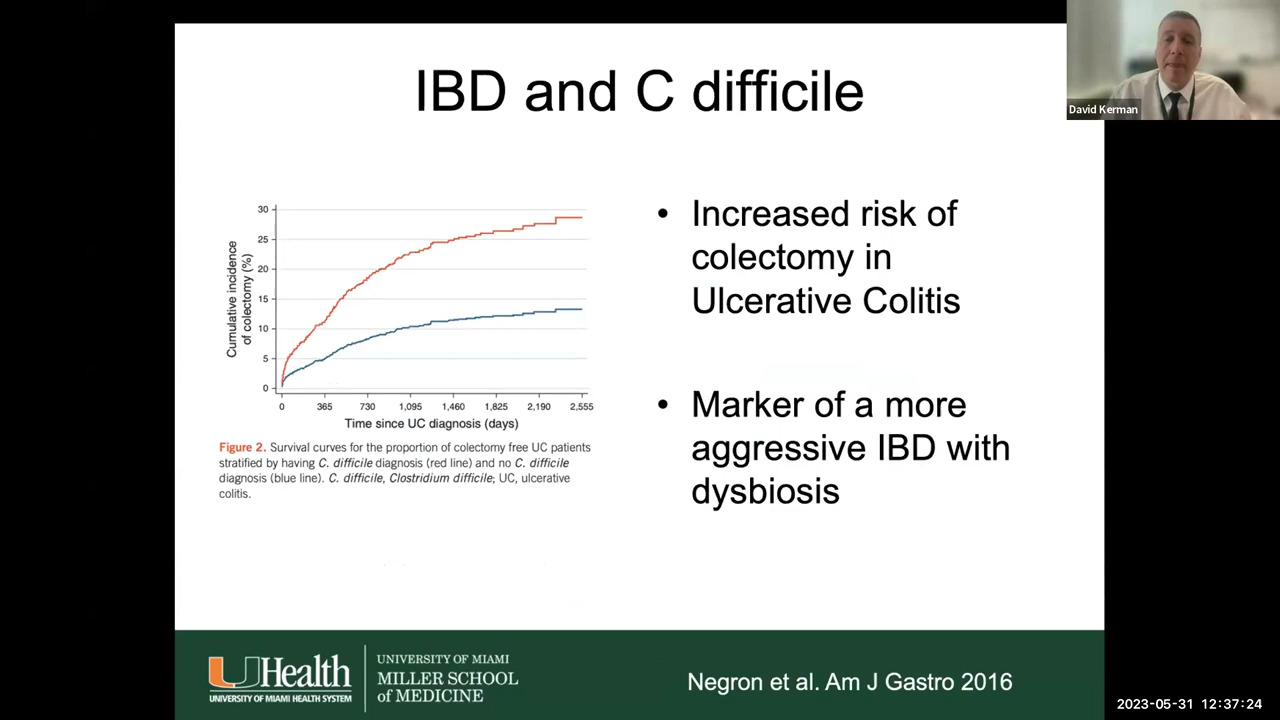 IBD and C difficile
David Kerman
30
25
20
15
10
5
0
Cumulative incidence
of colectomy (%)
0 365 730 1,095 1,460 1,825 2,190 2,555
Time since UC diagnosis (days)
Figure 2. Survival curves for the proportion of colectomy free UC patients
stratified by having C. difficile diagnosis (red line) and no C. difficile
diagnosis (blue line). C. difficile, Clostridium difficile; UC, ulcerative
colitis.
• Increased risk of
colectomy in
Ulcerative Colitis
• Marker of a more
aggressive IBD with
dysbiosis
UHealth
UNIVERSITY OF MIAMI HEALTH SYSTEM
UNIVERSITY OF MIAMI
MILLER SCHOOL
of MEDICINE
Negron et al. Am J Gastro 2016
2023-05-31 12:37:24